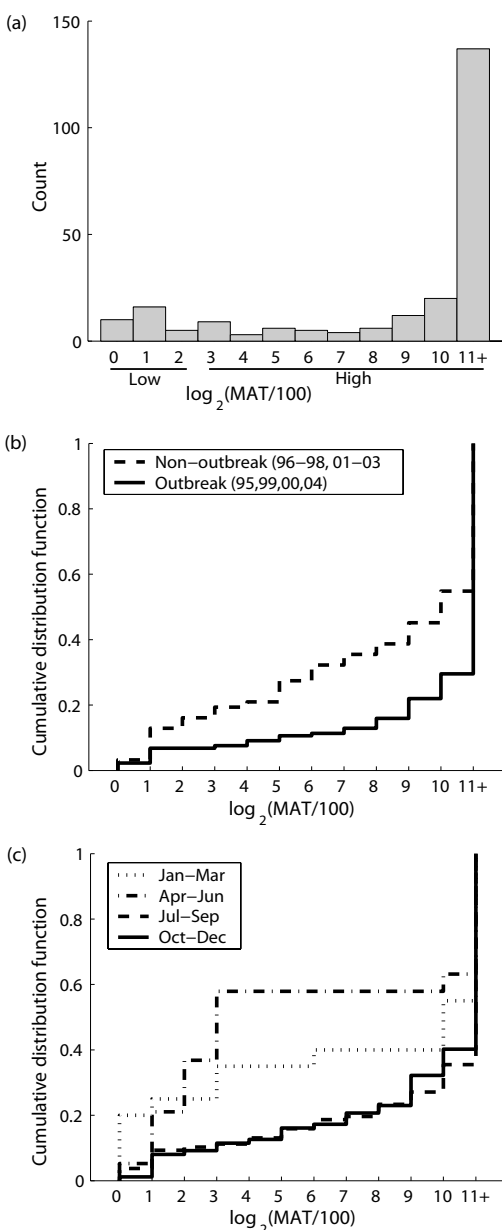 (a)
150
100
50
0
Count
0 1 2 3 4 5 6 7 8 9 10 11+
Low High
log2(MAT/100)
(b)
1
0.8
0.6
0.4
0.2
0
Cumulative distribution function
Non−outbreak (96−98, 01−03
Outbreak (95,99,00,04)
0 1 2 3 4 5 6 7 8 9 10 11+
log2(MAT/100)
(c)
1
0.8
0.6
0.4
0.2
0
Cumulative distribution function
Jan−Mar
Apr−Jun
Jul−Sep
Oct−Dec
0 1 2 3 4 5 6 7 8 9 10 11+
log2(MAT/100)